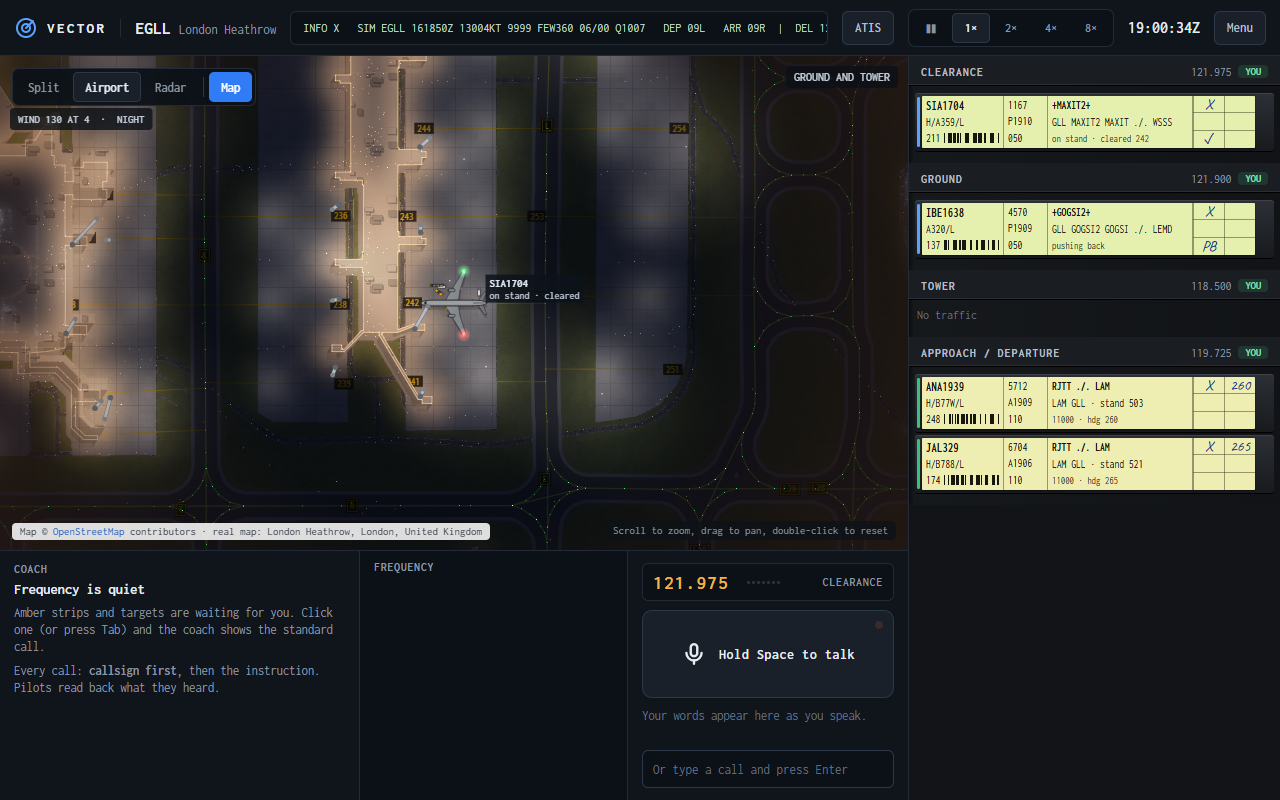 VECTOR
EGLL London Heathrow
INFO X SIM EGLL 161850Z 13004KT 9999 FEW360 06/00 Q1007 DEP 09L ARR 09R | DEL
ATIS
1× 2× 4× 8×
19:00:34Z
Menu
Split Airport Radar Map
GROUND AND TOWER
WIND 130 AT 4 · NIGHT
244
254
236
243
253
238
242
235
41
251
SIA1704
on stand · cleared
Map © OpenStreetMap contributors · real map: London Heathrow, London, United Kingdom
Scroll to zoom, drag to pan, double-click to reset
COACH
Frequency is quiet
Amber strips and targets are waiting for you. Click
one (or press Tab) and the coach shows the standard
call.
Every call: callsign first, then the instruction.
Pilots read back what they heard.
FREQUENCY
121.975 CLEARANCE
Hold Space to talk
Your words appear here as you speak.
Or type a call and press Enter
CLEARANCE 121.975 YOU
SIA1704 1167 +MAXIT2+ X
H/A359/L P1910 GLL MAXIT2 MAXIT ./. WSSS
211 050 on stand · cleared 242 ✓
GROUND 121.900 YOU
IBE1638 4570 +GOGSI2+ X
A320/L P1909 GLL GOGSI2 GOGSI ./. LEMD
137 050 pushing back PB
TOWER 118.500 YOU
No traffic
APPROACH / DEPARTURE 119.725 YOU
ANA1939 5712 RJTT ./. LAM X 260
H/B77W/L A1909 LAM GLL · stand 503
248 110 11000 · hdg 260
JAL329 6704 RJTT ./. LAM X 265
H/B788/L A1906 LAM GLL · stand 521
174 110 11000 · hdg 265